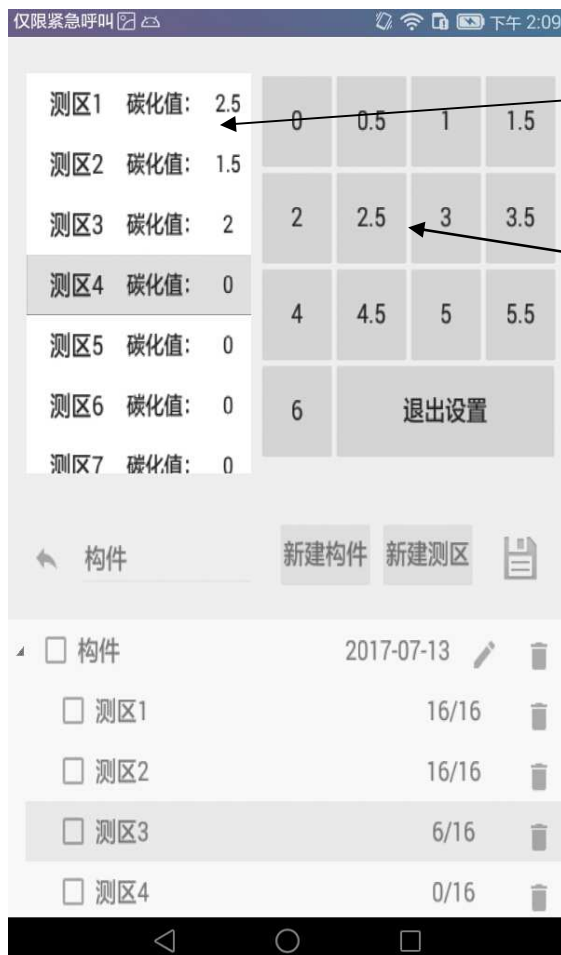 仅限紧急呼叫 下午 2:09
测区1 碳化值： 2.5
测区2 碳化值： 1.5
测区3 碳化值： 2
测区4 碳化值： 0
测区5 碳化值： 0
测区6 碳化值： 0
测区7 碳化值： 0
0 0.5 1 1.5
2 2.5 3 3.5
4 4.5 5 5.5
6 退出设置
构件 新建构件 新建测区
构件 2017-07-13
测区1 16/16
测区2 16/16
测区3 6/16
测区4 0/16